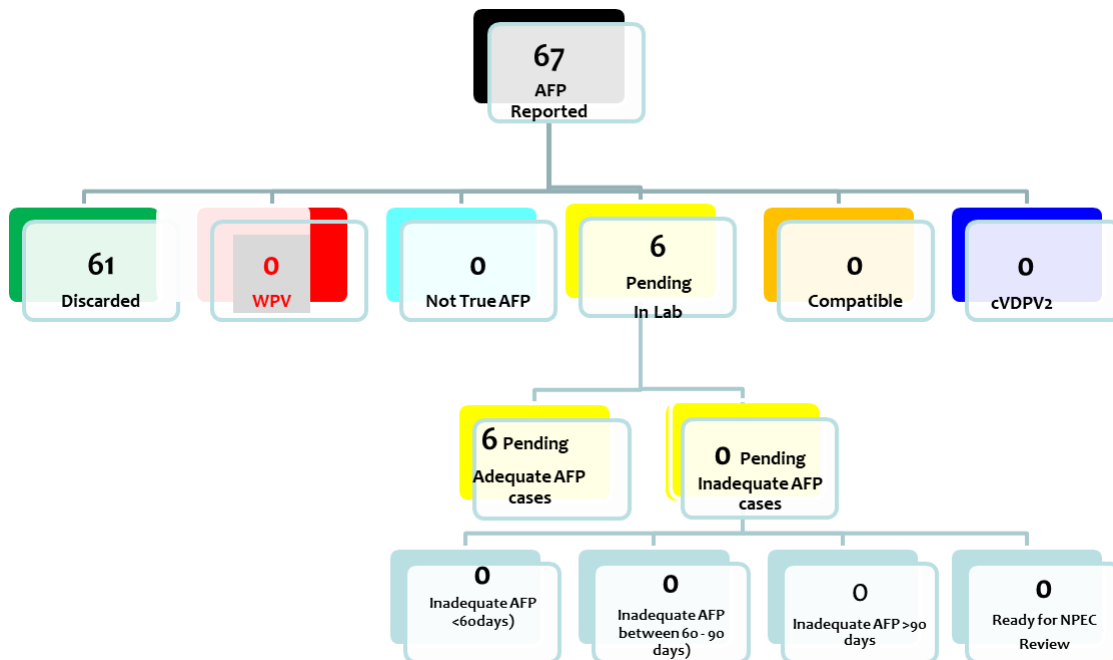 67
AFP
Reported
61
Discarded
0
WPV
0
Not True AFP
6
Pending
In Lab
0
Compatible
0
cVDPV2
6 Pending
Adequate AFP
cases
0 Pending
Inadequate AFP
cases
0
Inadequate AFP
<60days)
0
Inadequate AFP
between 60 - 90
days)
0
Inadequate AFP >90
days
0
Ready for NPEC
Review